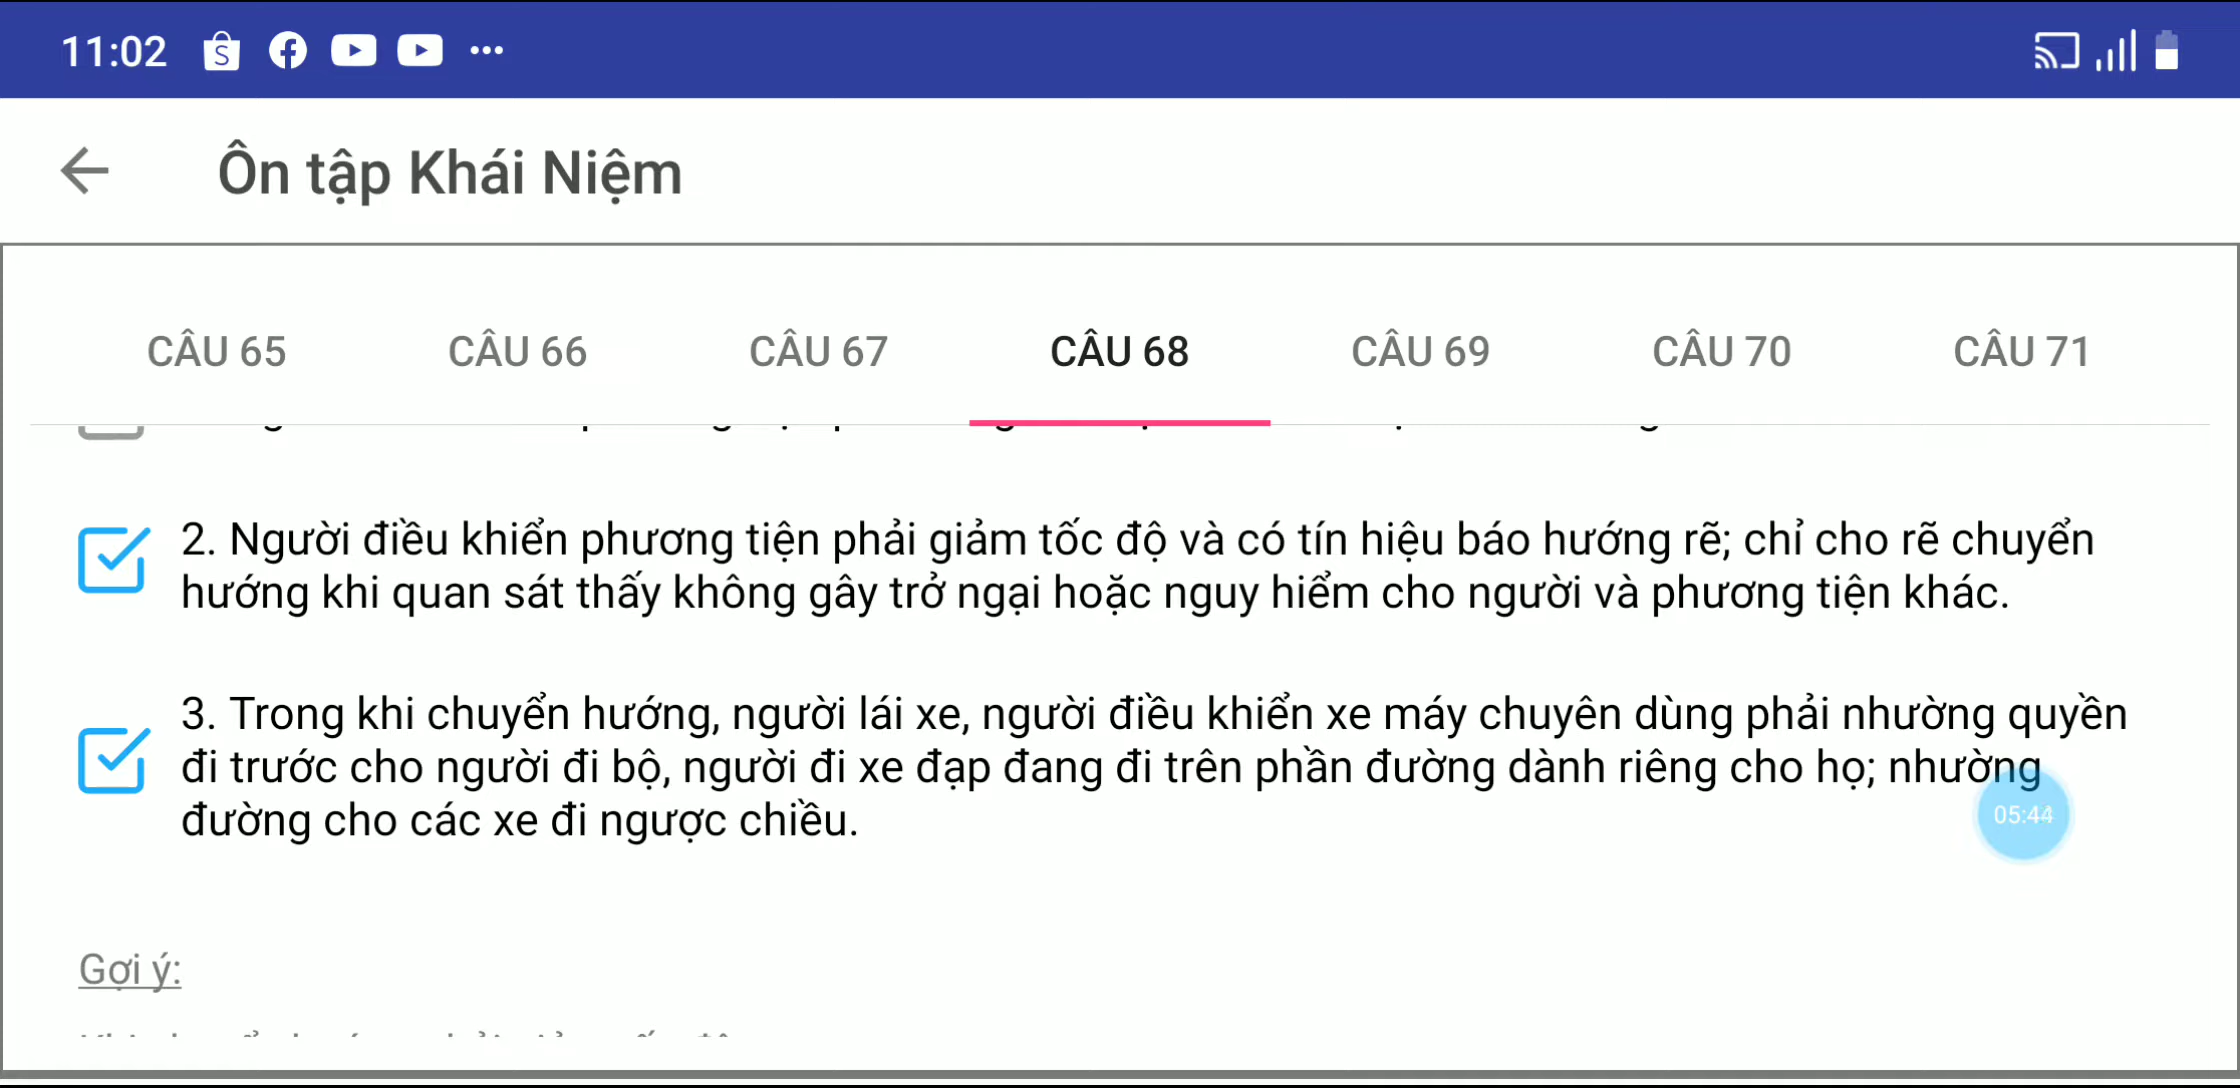 11:02
Ôn tập Khái Niệm
CÂU 65 CÂU 66 CÂU 67 CÂU 68 CÂU 69 CÂU 70 CÂU 71
2. Người điều khiển phương tiện phải giảm tốc độ và có tín hiệu báo hướng rẽ; chỉ cho rẽ chuyển
hướng khi quan sát thấy không gây trở ngại hoặc nguy hiểm cho người và phương tiện khác.
3. Trong khi chuyển hướng, người lái xe, người điều khiển xe máy chuyên dùng phải nhường quyền
đi trước cho người đi bộ, người đi xe đạp đang đi trên phần đường dành riêng cho họ; nhường
đường cho các xe đi ngược chiều.
05:44
Gợi ý: